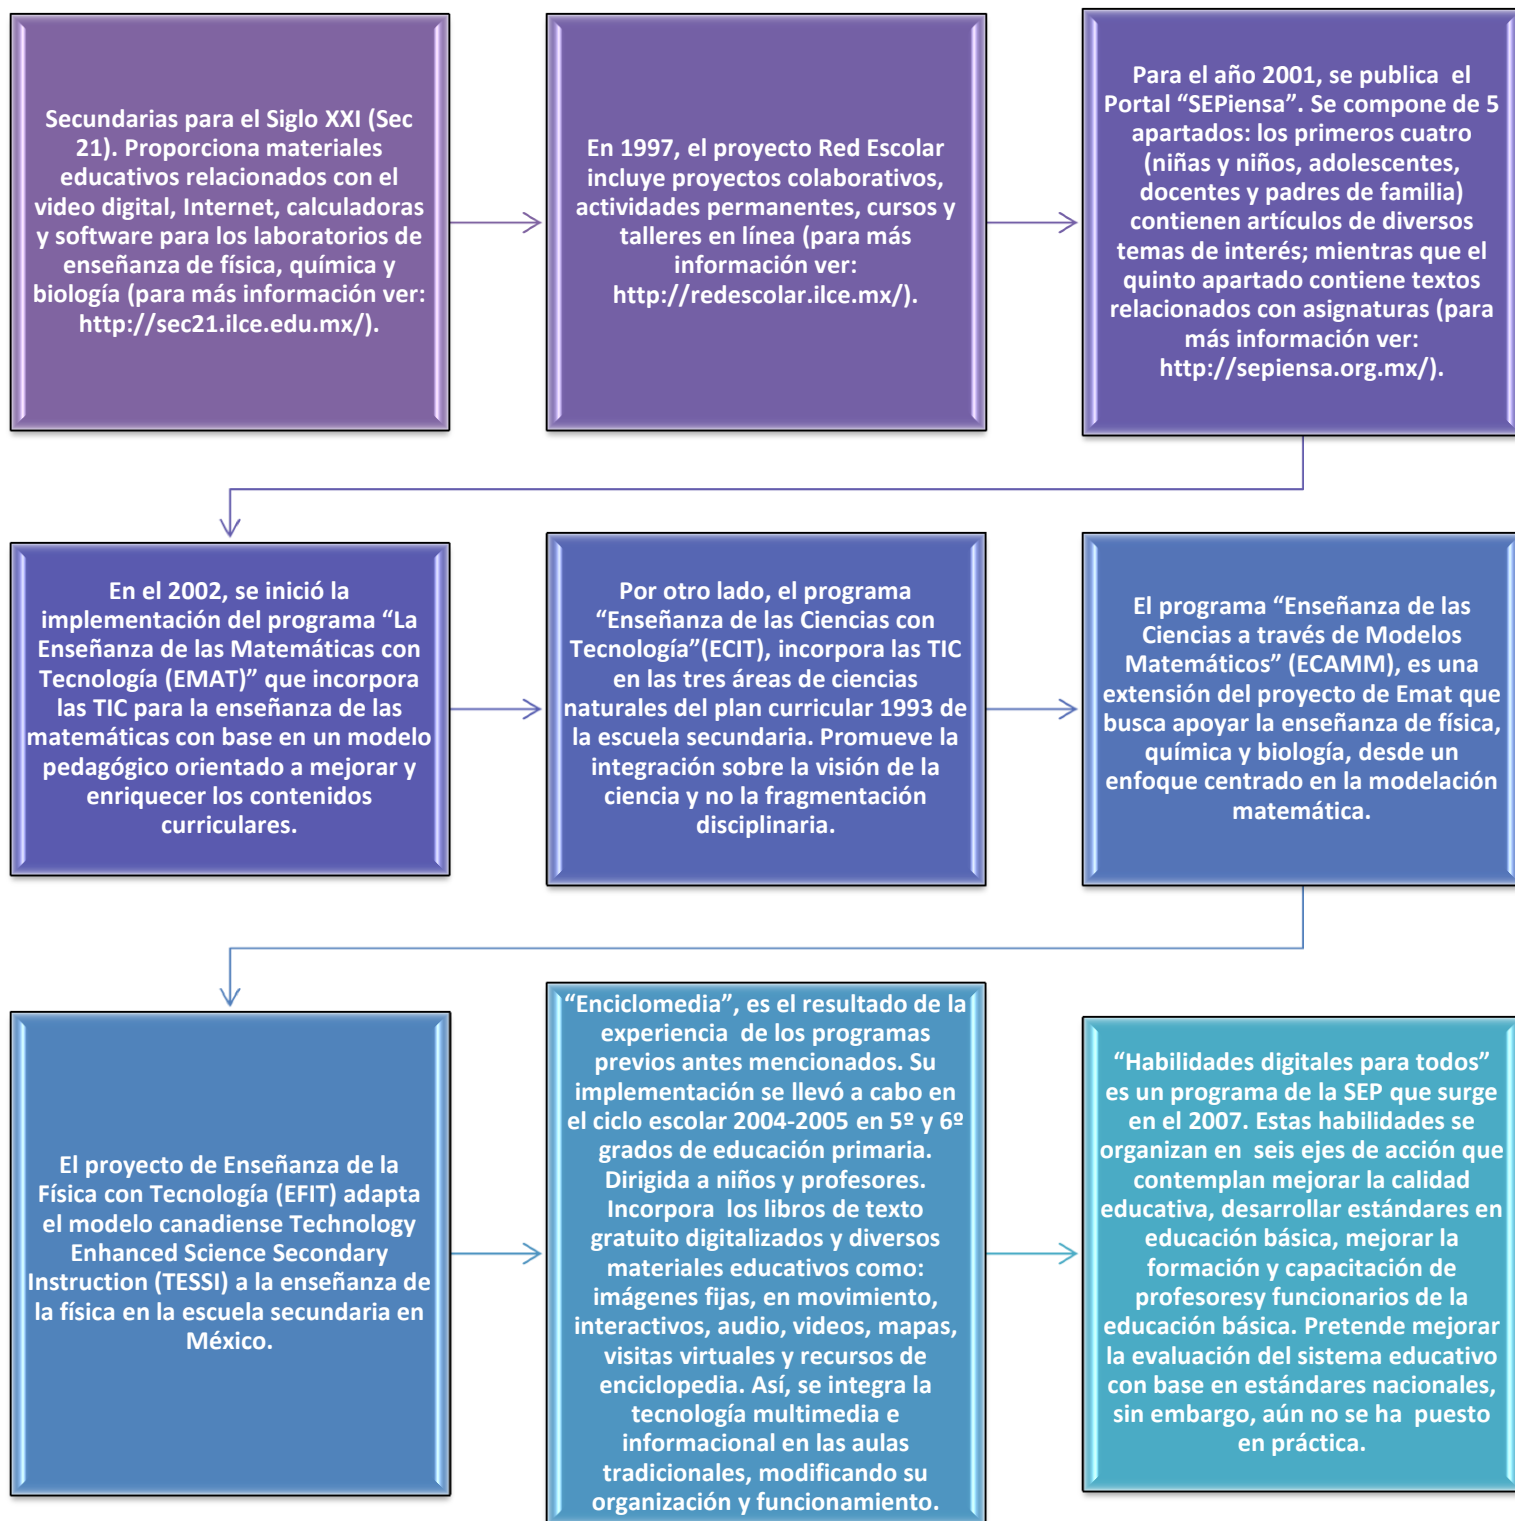 Secundarias para el Siglo XXI (Sec
21). Proporciona materiales
educativos relacionados con el
video digital, Internet, calculadoras
y software para los laboratorios de
enseñanza de física, química y
biología (para más información ver:
http://sec21.ilce.edu.mx/).
En 1997, el proyecto Red Escolar
incluye proyectos colaborativos,
actividades permanentes, cursos y
talleres en línea (para más
información ver:
http://redescolar.ilce.mx/).
Para el año 2001, se publica  el
Portal “SEPiensa”. Se compone de 5
apartados: los primeros cuatro
(niñas y niños, adolescentes,
docentes y padres de familia)
contienen artículos de diversos
temas de interés; mientras que el
quinto apartado contiene textos
relacionados con asignaturas (para
más información ver:
http://sepiensa.org.mx/).
En el 2002, se inició la
implementación del programa “La
Enseñanza de las Matemáticas con
Tecnología (EMAT)” que incorpora
las TIC para la enseñanza de las
matemáticas con base en un modelo
pedagógico orientado a mejorar y
enriquecer los contenidos
curriculares.
Por otro lado, el programa
“Enseñanza de las Ciencias con
Tecnología”(ECIT), incorpora las TIC
en las tres áreas de ciencias
naturales del plan curricular 1993 de
la escuela secundaria. Promueve la
integración sobre la visión de la
ciencia y no la fragmentación
disciplinaria.
El programa “Enseñanza de las
Ciencias a través de Modelos
Matemáticos” (ECAMM), es una
extensión del proyecto de Emat que
busca apoyar la enseñanza de física,
química y biología, desde un
enfoque centrado en la modelación
matemática.
El proyecto de Enseñanza de la
Física con Tecnología (EFIT) adapta
el modelo canadiense Technology
Enhanced Science Secondary
Instruction (TESSI) a la enseñanza de
la física en la escuela secundaria en
México.
“Enciclomedia”, es el resultado de la
experiencia  de los programas
previos antes mencionados. Su
implementación se llevó a cabo en
el ciclo escolar 2004-2005 en 5º y 6º
grados de educación primaria.
Dirigida a niños y profesores.
Incorpora  los libros de texto
gratuito digitalizados y diversos
materiales educativos como:
imágenes fijas, en movimiento,
interactivos, audio, videos, mapas,
visitas virtuales y recursos de
enciclopedia. Así, se integra la
tecnología multimedia e
informacional en las aulas
tradicionales, modificando su
organización y funcionamiento.
“Habilidades digitales para todos”
es un programa de la SEP que surge
en el 2007. Estas habilidades se
organizan en  seis ejes de acción que
contemplan mejorar la calidad
educativa, desarrollar estándares en
educación básica, mejorar la
formación y capacitación de
profesoresy funcionarios de la
educación básica. Pretende mejorar
la evaluación del sistema educativo
con base en estándares nacionales,
sin embargo, aún no se ha  puesto
en práctica.